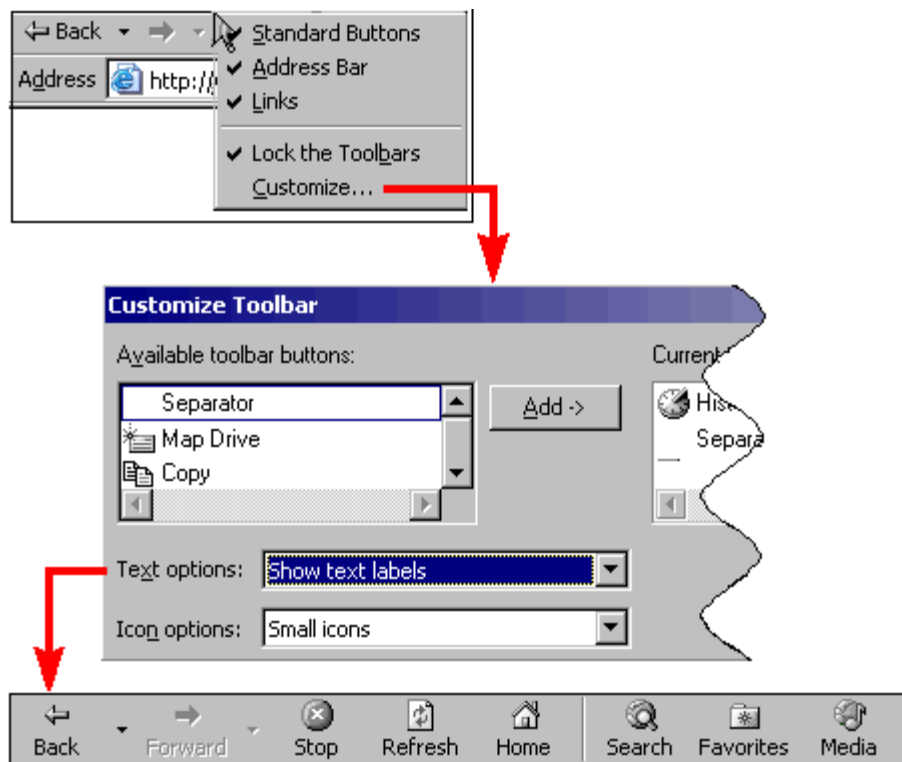 Back
Standard Buttons
Address Bar
Links
Lock the Toolbars
Customize...
Address http://
Customize Toolbar
Available toolbar buttons:
Current
Separator
Map Drive
Copy
Add ->
Text options: Show text labels
Icon options: Small icons
Back Forward Stop Refresh Home Search Favorites Media